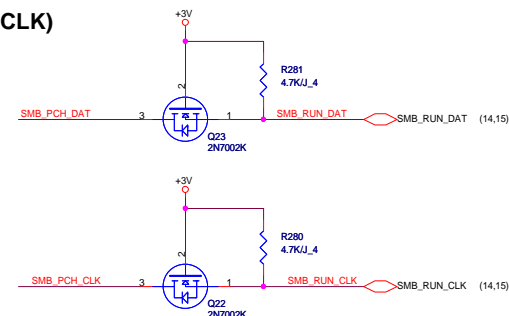 CLK)
+3V
R281
4.7K/J_4
2
SMB_PCH_DAT 3 1 SMB_RUN_DAT SMB_RUN_DAT (14,15)
Q23
2N7002K
+3V
R280
4.7K/J_4
2
SMB_PCH_CLK 3 1 SMB_RUN_CLK SMB_RUN_CLK (14,15)
Q22
2N7002K